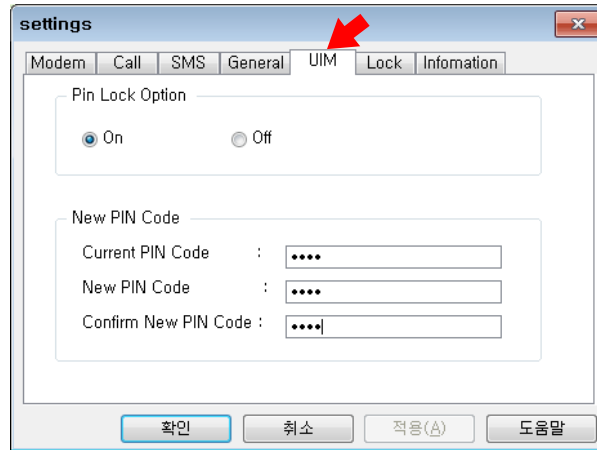 settings
Modem Call SMS General UIM Lock Infomation
Pin Lock Option
On Off
New PIN Code
Current PIN Code : ••••
New PIN Code : ••••
Confirm New PIN Code : ••••
확인 취소 적용(A) 도움말